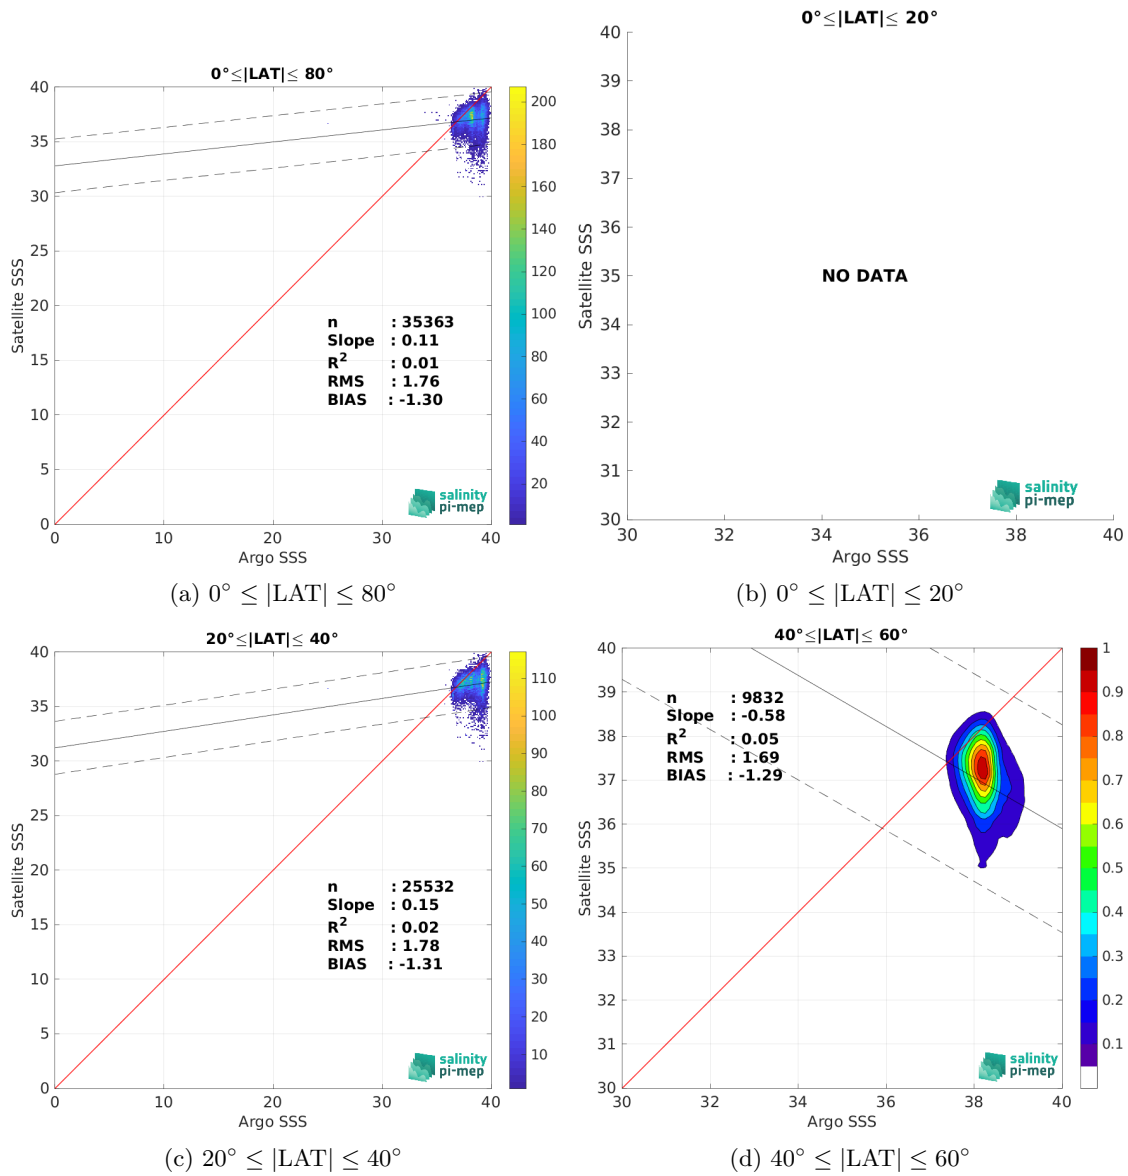 0°≤|LAT|≤ 80°
40
35
30
25
20
15
10
5
0
Satellite SSS
n : 35363
Slope : 0.11
R² : 0.01
RMS : 1.76
BIAS : -1.30
salinity
pi-mep
0 10 20 30 40
Argo SSS
200
180
160
140
120
100
80
60
40
20
(a) 0° ≤ |LAT| ≤ 80°
0°≤|LAT|≤ 20°
40
39
38
37
36
35
34
33
32
31
30
Satellite SSS
NO DATA
salinity
pi-mep
30 32 34 36 38 40
Argo SSS
(b) 0° ≤ |LAT| ≤ 20°
20°≤|LAT|≤ 40°
40
35
30
25
20
15
10
5
0
Satellite SSS
n : 25532
Slope : 0.15
R² : 0.02
RMS : 1.78
BIAS : -1.31
salinity
pi-mep
0 10 20 30 40
Argo SSS
110
100
90
80
70
60
50
40
30
20
10
(c) 20° ≤ |LAT| ≤ 40°
40°≤|LAT|≤ 60°
40
39
38
37
36
35
34
33
32
31
30
Satellite SSS
n : 9832
Slope : -0.58
R² : 0.05
RMS : 1.69
BIAS : -1.29
salinity
pi-mep
30 32 34 36 38 40
Argo SSS
1
0.9
0.8
0.7
0.6
0.5
0.4
0.3
0.2
0.1
(d) 40° ≤ |LAT| ≤ 60°